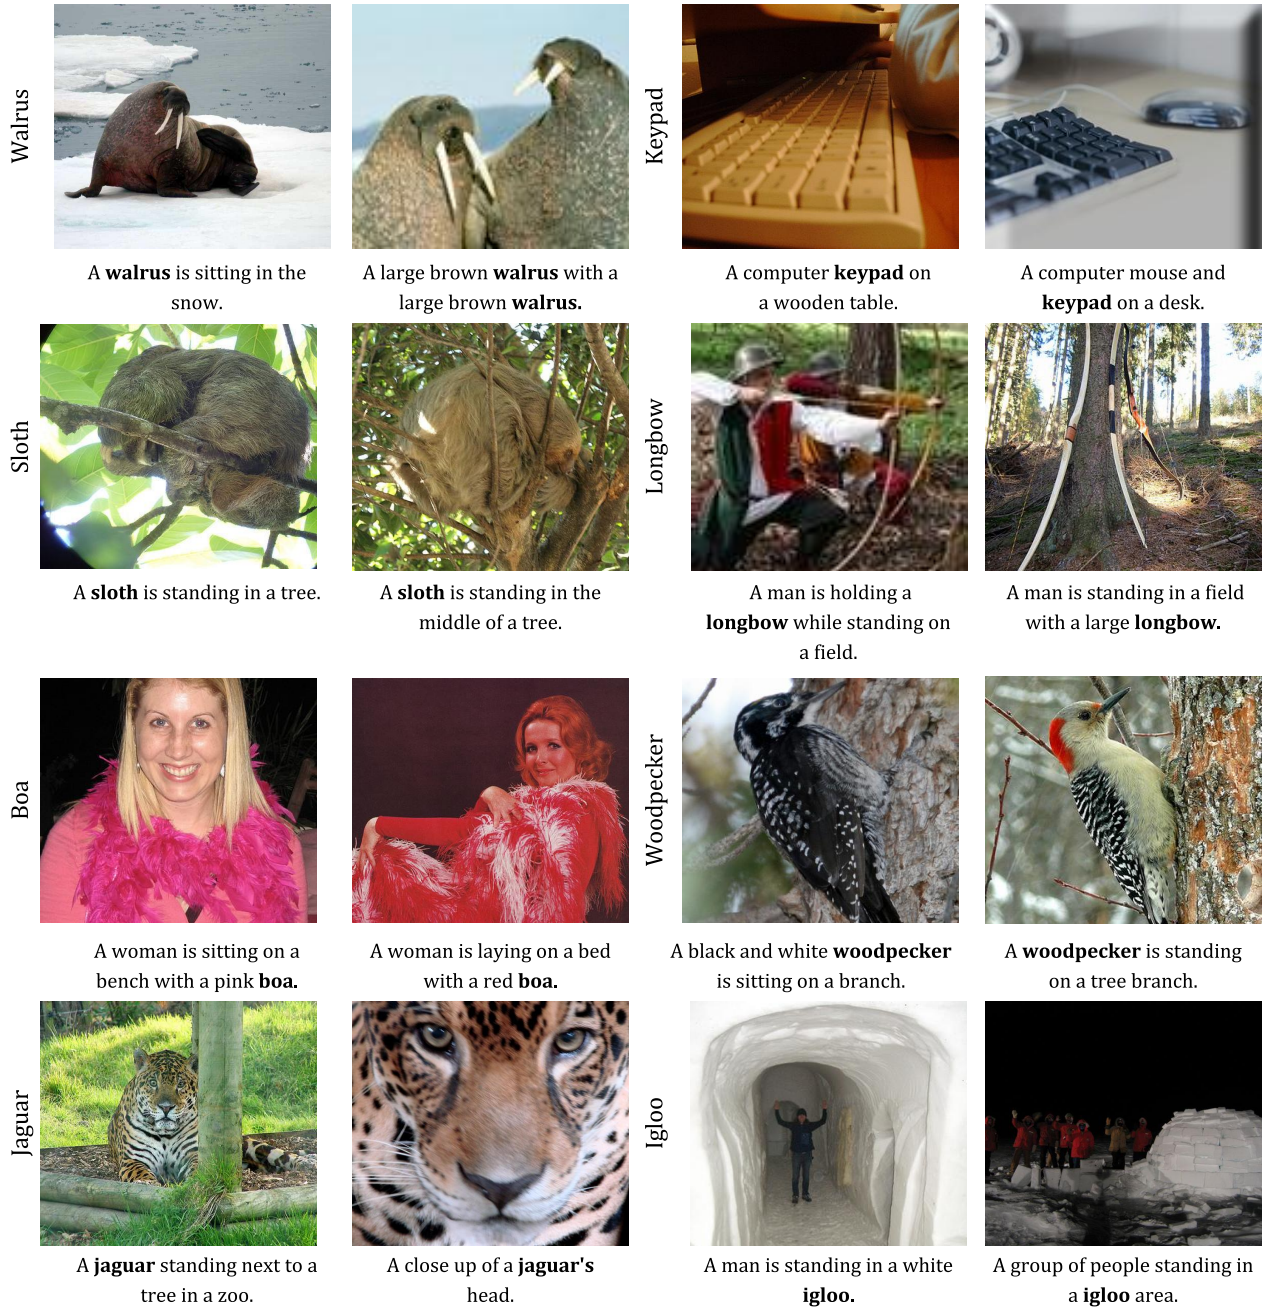 Walrus
A walrus is sitting in the
snow.
A large brown walrus with a
large brown walrus.
Keypad
A computer keypad on
a wooden table.
A computer mouse and
keypad on a desk.
Sloth
A sloth is standing in a tree.
A sloth is standing in the
middle of a tree.
Longbow
A man is holding a
longbow while standing on
a field.
A man is standing in a field
with a large longbow.
Boa
A woman is sitting on a
bench with a pink boa.
A woman is laying on a bed
with a red boa.
Woodpecker
A black and white woodpecker
is sitting on a branch.
A woodpecker is standing
on a tree branch.
Jaguar
A jaguar standing next to a
tree in a zoo.
A close up of a jaguar's
head.
Igloo
A man is standing in a white
igloo.
A group of people standing in
a igloo area.